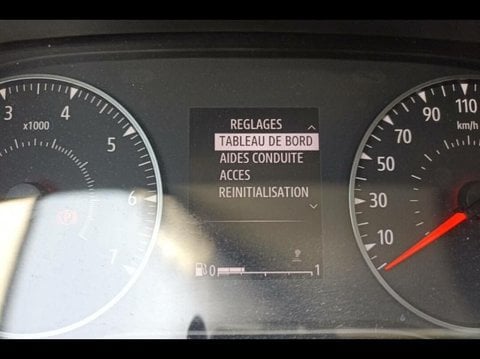 3
4
5
6
7
x1000
REGLAGES
TABLEAU DE BORD
AIDES CONDUITE
ACCES
REINITIALISATION
0 1
110
90
70
50
30
10
km/h